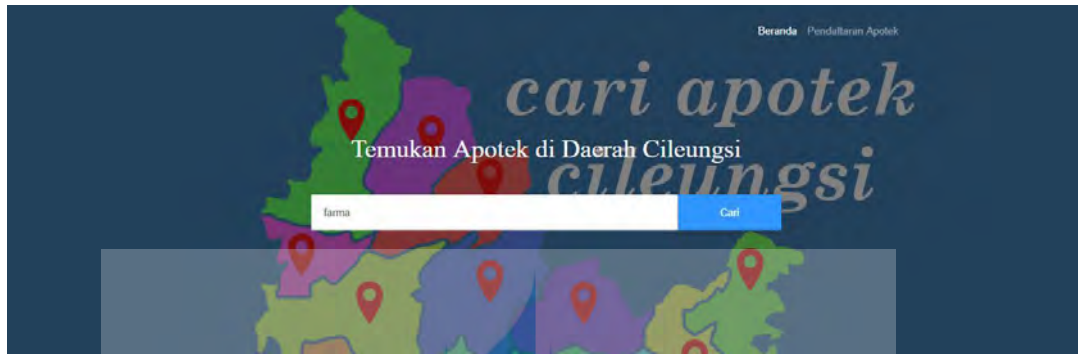 Beranda Pendaftaran Apotek
cari apotek
Temukan Apotek di Daerah Cileungsi
cileungsi
farma Cari